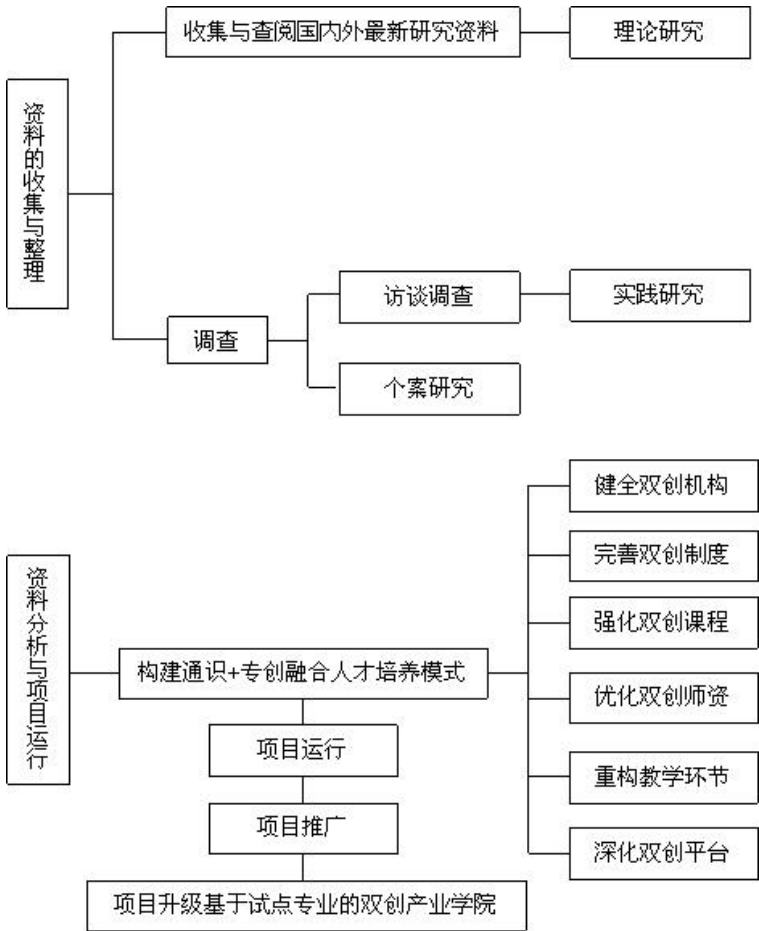 收集与查阅国内外最新研究资料
理论研究
资料的收集与整理
访谈调查
实践研究
调查
个案研究
健全双创机构
完善双创制度
资料分析与项目运行
强化双创课程
构建通识+专创融合人才培养模式
优化双创师资
项目运行
重构教学环节
项目推广
深化双创平台
项目升级基于试点专业的双创产业学院